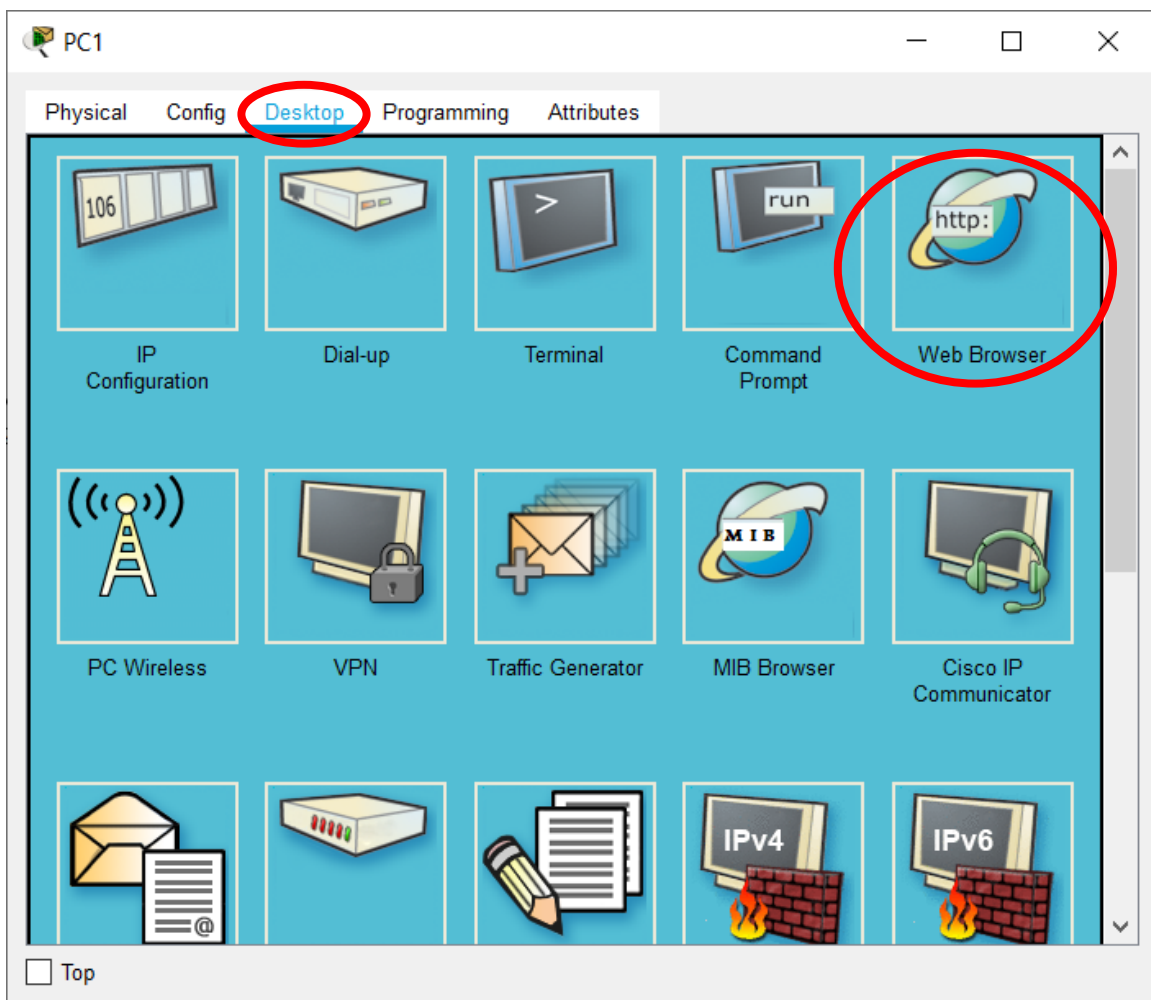 PC1
Physical Config Desktop Programming Attributes
106
>
run
http:
IP
Configuration
Dial-up
Terminal
Command
Prompt
Web Browser
MIB
PC Wireless
VPN
Traffic Generator
MIB Browser
Cisco IP
Communicator
@
IPv4
IPv6
Top